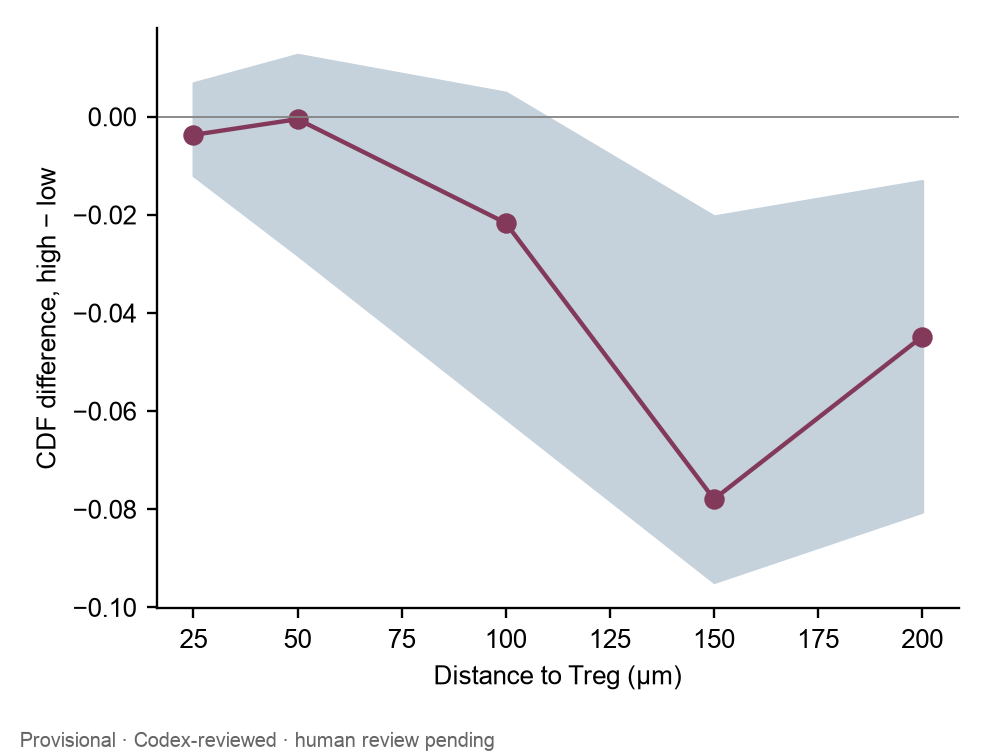 CDF difference, high − low
0.00
−0.02
−0.04
−0.06
−0.08
−0.10
25 50 75 100 125 150 175 200
Distance to Treg (μm)
Provisional · Codex-reviewed · human review pending